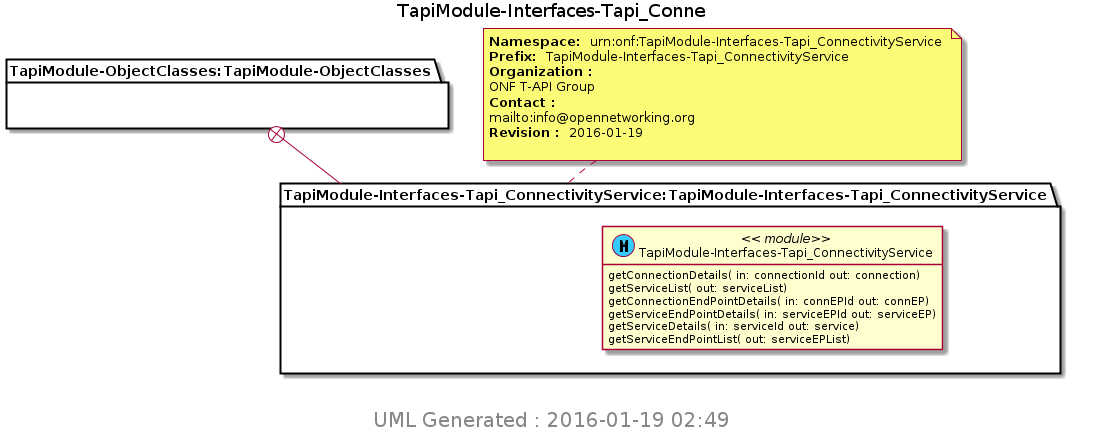 TapiModule-Interfaces-Tapi_Conne
Namespace: urn:onf:TapiModule-Interfaces-Tapi_ConnectivityService
Prefix: TapiModule-Interfaces-Tapi_ConnectivityService
Organization :
ONF T-API Group
Contact :
mailto:info@opennetworking.org
Revision : 2016-01-19
TapiModule-ObjectClasses:TapiModule-ObjectClasses
TapiModule-Interfaces-Tapi_ConnectivityService:TapiModule-Interfaces-Tapi_ConnectivityService
M
<< module>>
TapiModule-Interfaces-Tapi_ConnectivityService
getConnectionDetails( in: connectionId out: connection)
getServiceList( out: serviceList)
getConnectionEndPointDetails( in: connEPId out: connEP)
getServiceEndPointDetails( in: serviceEPId out: serviceEP)
getServiceDetails( in: serviceId out: service)
getServiceEndPointList( out: serviceEPList)
UML Generated : 2016-01-19 02:49